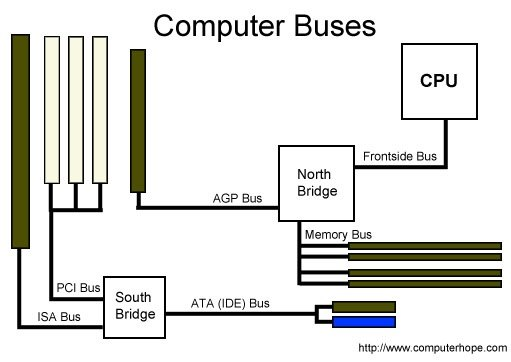 Computer Buses
CPU
Frontside Bus
North
Bridge
AGP Bus
Memory Bus
PCI Bus
South
Bridge
ATA (IDE) Bus
ISA Bus
http://www.computerhope.com